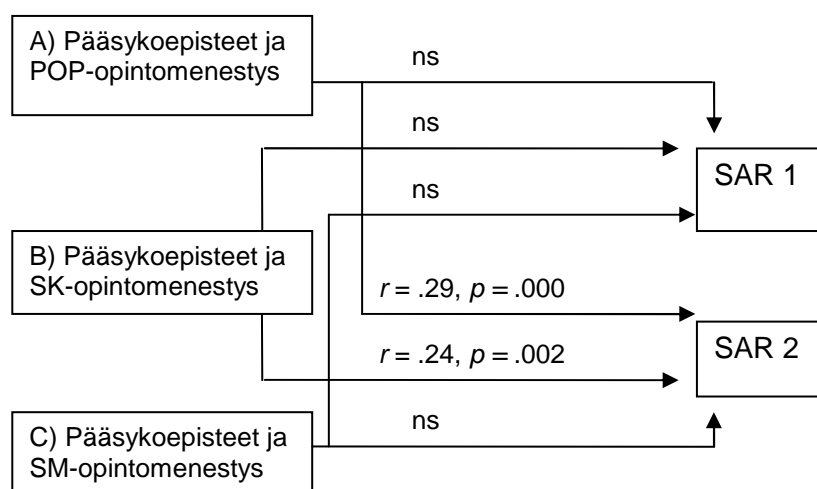 A) Pääsykoepisteet ja
POP-opintomenestys
ns
ns
SAR 1
ns
B) Pääsykoepisteet ja
SK-opintomenestys
r = .29, p = .000
SAR 2
r = .24, p = .002
C) Pääsykoepisteet ja
SM-opintomenestys
ns